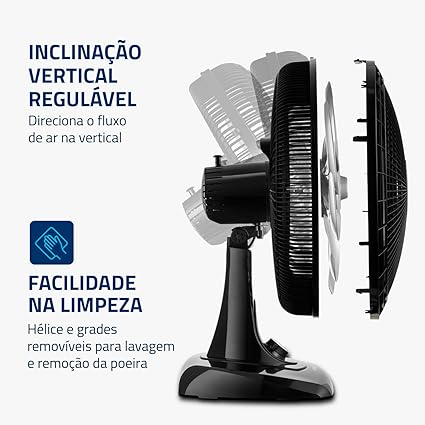 INCLINAÇÃO
VERTICAL
REGULÁVEL
Direciona o fluxo
de ar na vertical
FACILIDADE
NA LIMPEZA
Hélice e grades
removíveis para lavagem
e remoção da poeira